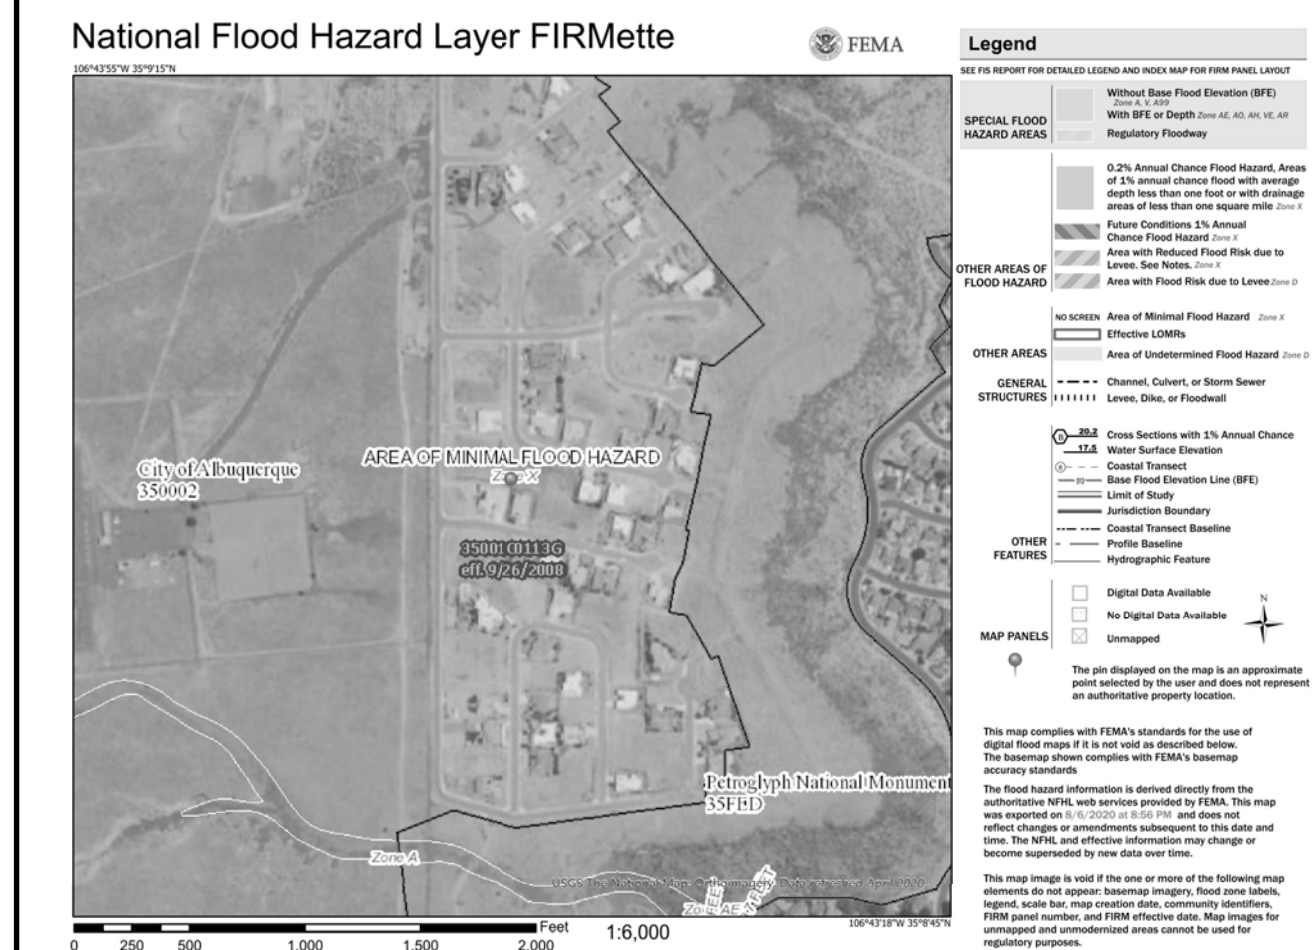 National Flood Hazard Layer FIRMette
FEMA
106°43'55"W 35°9'15"N
AREA OF MINIMAL FLOOD HAZARD
Zone X
City of Albuquerque
350002
35001C0113G
eff. 9/26/2008
Petroglyph National Monument
35FED
Zone A
USGS The National Map: Orthoimagery. Data refreshed April 2020
FEET
FEET
Zone AE
106°43'18"W 35°8'45"N
Feet
1:6,000
0 250 500 1,000 1,500 2,000
Legend
SEE FIS REPORT FOR DETAILED LEGEND AND INDEX MAP FOR FIRM PANEL LAYOUT
SPECIAL FLOOD
HAZARD AREAS
Without Base Flood Elevation (BFE)
Zone A, V, A99
With BFE or Depth Zone AE, AO, AH, VE, AR
Regulatory Floodway
OTHER AREAS OF
FLOOD HAZARD
0.2% Annual Chance Flood Hazard, Areas
of 1% annual chance flood with average
depth less than one foot or with drainage
areas of less than one square mile Zone X
Future Conditions 1% Annual
Chance Flood Hazard Zone X
Area with Reduced Flood Risk due to
Levee. See Notes. Zone X
Area with Flood Risk due to Levee Zone D
OTHER AREAS
NO SCREEN Area of Minimal Flood Hazard Zone X
Effective LOMRs
Area of Undetermined Flood Hazard Zone D
GENERAL
STRUCTURES
Channel, Culvert, or Storm Sewer
Levee, Dike, or Floodwall
OTHER
FEATURES
B 20.2 Cross Sections with 1% Annual Chance
17.5 Water Surface Elevation
8 Coastal Transect
513 Base Flood Elevation Line (BFE)
Limit of Study
Jurisdiction Boundary
Coastal Transect Baseline
Profile Baseline
Hydrographic Feature
MAP PANELS
Digital Data Available
No Digital Data Available
Unmapped
N
The pin displayed on the map is an approximate
point selected by the user and does not represent
an authoritative property location.
This map complies with FEMA's standards for the use of
digital flood maps if it is not void as described below.
The basemap shown complies with FEMA's basemap
accuracy standards
The flood hazard information is derived directly from the
authoritative NFHL web services provided by FEMA. This map
was exported on 8/6/2020 at 8:56 PM and does not
reflect changes or amendments subsequent to this date and
time. The NFHL and effective information may change or
become superseded by new data over time.
This map image is void if the one or more of the following map
elements do not appear: basemap imagery, flood zone labels,
legend, scale bar, map creation date, community identifiers,
FIRM panel number, and FIRM effective date. Map images for
unmapped and unmodernized areas cannot be used for
regulatory purposes.